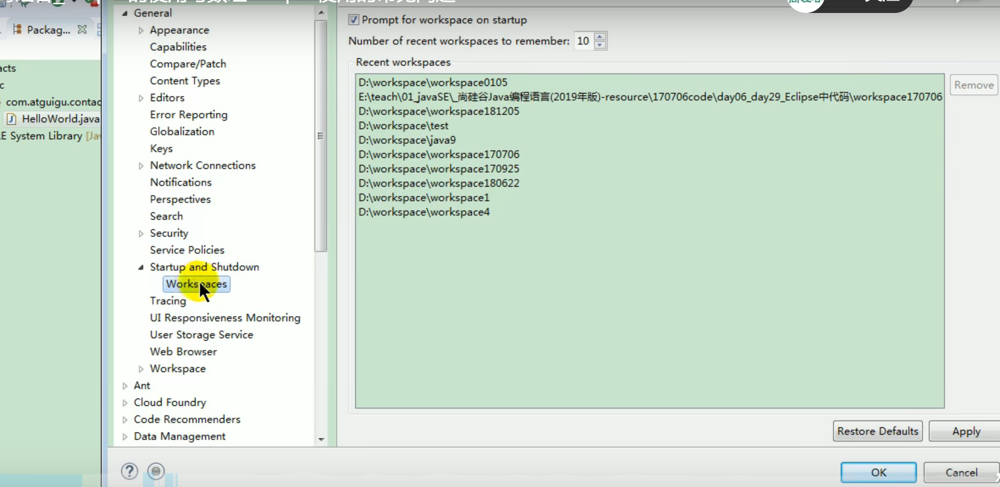 Packag...
acts
c
com.atguigu.contac
HelloWorld.java
E System Library [Ja
General
Appearance
Capabilities
Compare/Patch
Content Types
Editors
Error Reporting
Globalization
Keys
Network Connections
Notifications
Perspectives
Search
Security
Service Policies
Startup and Shutdown
Workspaces
Tracing
UI Responsiveness Monitoring
User Storage Service
Web Browser
Workspace
Ant
Cloud Foundry
Code Recommenders
Data Management
Prompt for workspace on startup
Number of recent workspaces to remember: 10
Recent workspaces
D:\workspace\workspace0105
E:\teach\01_javaSE\_尚硅谷Java编程语言(2019年版)-resource\170706code\day06_day29_Eclipse中代码\workspace170706
D:\workspace\workspace181205
D:\workspace\test
D:\workspace\java9
D:\workspace\workspace170706
D:\workspace\workspace170925
D:\workspace\workspace180622
D:\workspace\workspace1
D:\workspace\workspace4
Remove
Restore Defaults
Apply
OK
Cancel